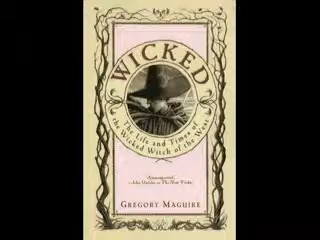 WICKED
The Life and Times of
the Wicked Witch of the West
GREGORY MAGUIRE